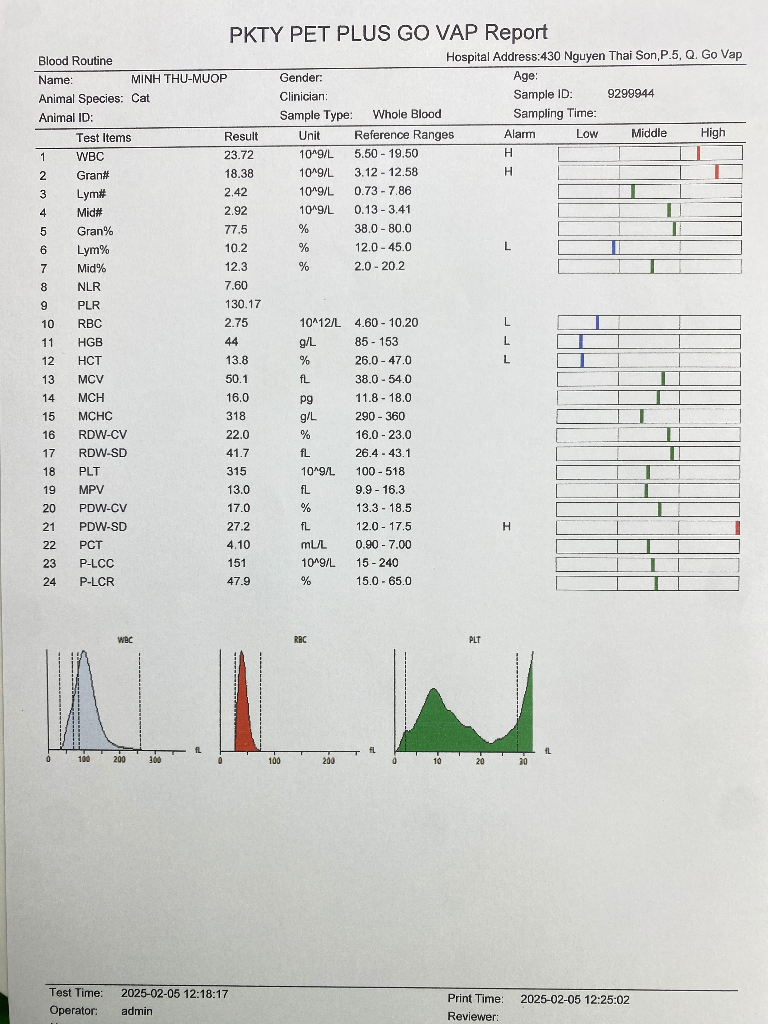 PKTY PET PLUS GO VAP Report
Blood Routine Hospital Address:430 Nguyen Thai Son,P.5, Q. Go Vap
Name: MINH THU-MUOP Gender: Age:
Animal Species: Cat Clinician: Sample ID: 9299944
Animal ID: Sample Type: Whole Blood Sampling Time:
Test Items Result Unit Reference Ranges Alarm Low Middle High
1 WBC 23.72 10^9/L 5.50 - 19.50 H
2 Gran# 18.38 10^9/L 3.12 - 12.58 H
3 Lym# 2.42 10^9/L 0.73 - 7.86
4 Mid# 2.92 10^9/L 0.13 - 3.41
5 Gran% 77.5 % 38.0 - 80.0
6 Lym% 10.2 % 12.0 - 45.0 L
7 Mid% 12.3 % 2.0 - 20.2
8 NLR 7.60
9 PLR 130.17
10 RBC 2.75 10^12/L 4.60 - 10.20 L
11 HGB 44 g/L 85 - 153 L
12 HCT 13.8 % 26.0 - 47.0 L
13 MCV 50.1 fL 38.0 - 54.0
14 MCH 16.0 pg 11.8 - 18.0
15 MCHC 318 g/L 290 - 360
16 RDW-CV 22.0 % 16.0 - 23.0
17 RDW-SD 41.7 fL 26.4 - 43.1
18 PLT 315 10^9/L 100 - 518
19 MPV 13.0 fL 9.9 - 16.3
20 PDW-CV 17.0 % 13.3 - 18.5
21 PDW-SD 27.2 fL 12.0 - 17.5 H
22 PCT 4.10 mL/L 0.90 - 7.00
23 P-LCC 151 10^9/L 15 - 240
24 P-LCR 47.9 % 15.0 - 65.0
WBC RBC PLT
0 100 200 300 fL 0 100 200 fL 0 10 20 30 fL
Test Time: 2025-02-05 12:18:17 Print Time: 2025-02-05 12:25:02
Operator: admin Reviewer: